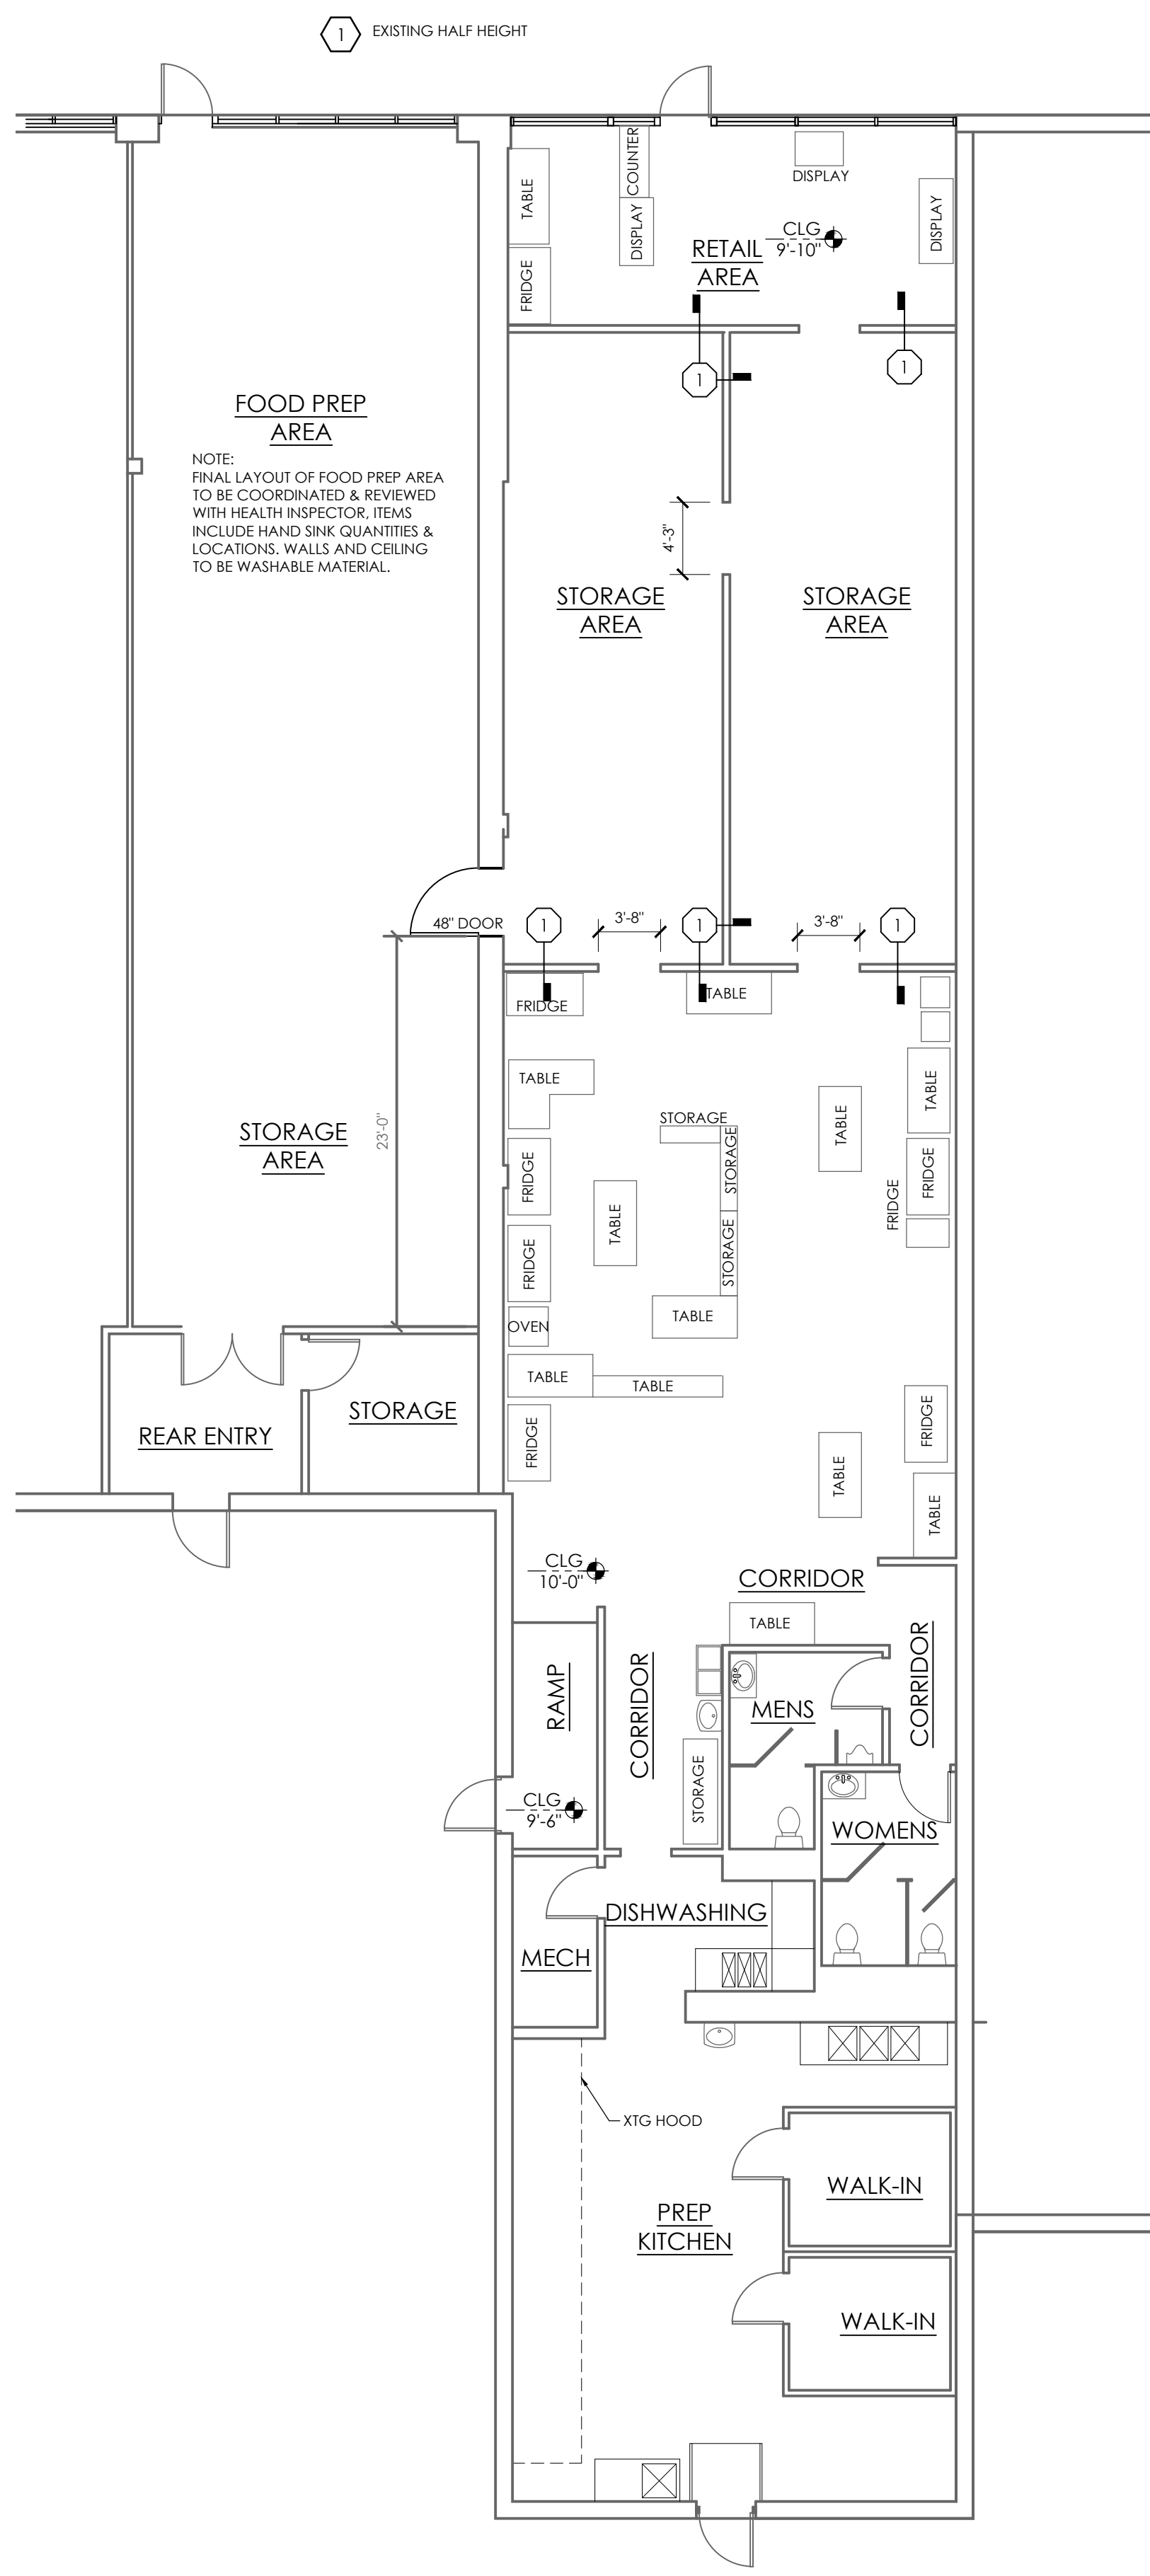 1 EXISTING HALF HEIGHT
TABLE
COUNTER
DISPLAY
DISPLAY
DISPLAY
FRIDGE
RETAIL
AREA
CLG
9'-10"
1
1
FOOD PREP
AREA
NOTE:
FINAL LAYOUT OF FOOD PREP AREA
TO BE COORDINATED & REVIEWED
WITH HEALTH INSPECTOR, ITEMS
INCLUDE HAND SINK QUANTITIES &
LOCATIONS. WALLS AND CEILING
TO BE WASHABLE MATERIAL.
4'-3"
STORAGE
AREA
STORAGE
AREA
48" DOOR
1
3'-8"
1
3'-8"
1
FRIDGE
TABLE
TABLE
TABLE
TABLE
STORAGE
STORAGE
STORAGE
AREA
23'-0"
FRIDGE
TABLE
FRIDGE
FRIDGE
FRIDGE
STORAGE
TABLE
OVEN
TABLE
TABLE
FRIDGE
STORAGE
REAR ENTRY
FRIDGE
TABLE
FRIDGE
TABLE
CLG
10'-0"
CORRIDOR
TABLE
RAMP
CORRIDOR
MENS
CORRIDOR
STORAGE
CLG
9'-6"
WOMENS
DISHWASHING
MECH
XTG HOOD
WALK-IN
PREP
KITCHEN
WALK-IN